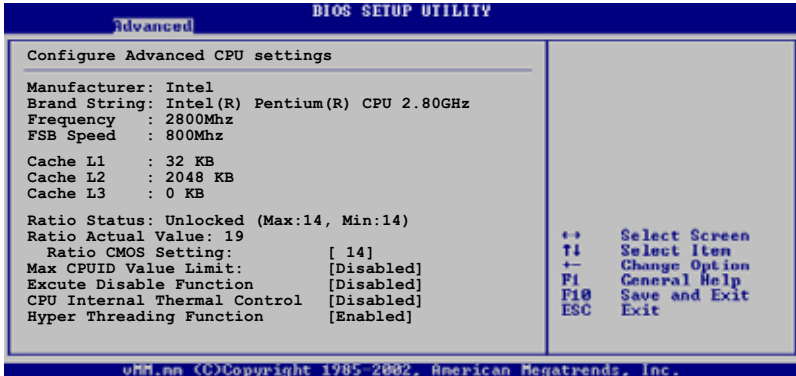 BIOS SETUP UTILITY
Advanced
Configure Advanced CPU settings
Manufacturer: Intel
Brand String: Intel(R) Pentium(R) CPU 2.80GHz
Frequency : 2800Mhz
FSB Speed : 800Mhz
Cache L1 : 32 KB
Cache L2 : 2048 KB
Cache L3 : 0 KB
Ratio Status: Unlocked (Max:14, Min:14)
Ratio Actual Value: 19
Ratio CMOS Setting: [ 14]
Max CPUID Value Limit: [Disabled]
Excute Disable Function [Disabled]
CPU Internal Thermal Control [Disabled]
Hyper Threading Function [Enabled]
↔ Select Screen
↑↓ Select Item
+- Change Option
F1 General Help
F10 Save and Exit
ESC Exit
vMM.nn (C)Copyright 1985-2002, American Megatrends, Inc.